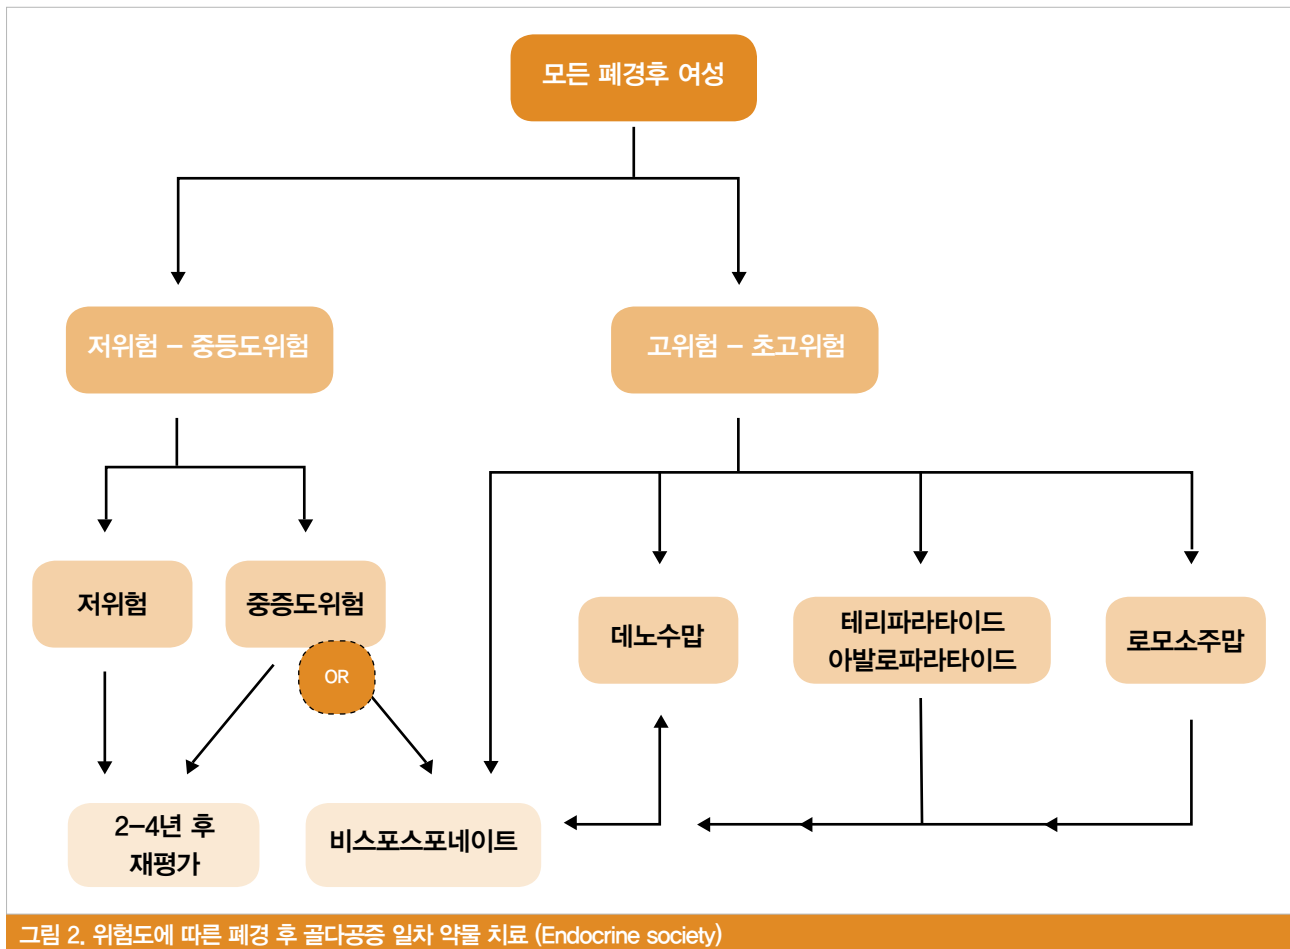 모든 폐경후 여성
저위험 - 중등도위험
고위험 - 초고위험
저위험
중증도위험
OR
데노수맙
테리파라타이드
아발로파라타이드
로모소주맙
2-4년 후
재평가
비스포스포네이트
그림 2. 위험도에 따른 폐경 후 골다공증 일차 약물 치료 (Endocrine society)